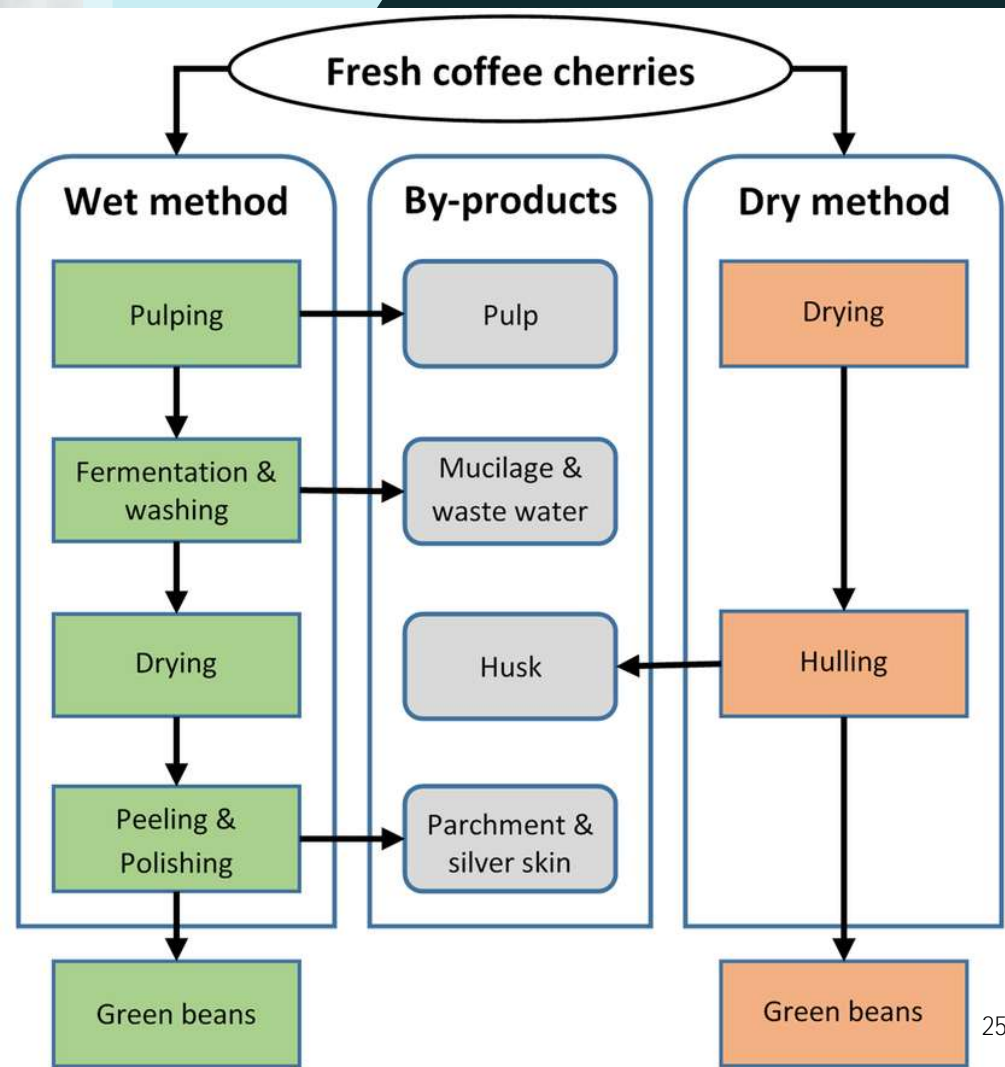 Fresh coffee cherries
Wet method
Pulping
Fermentation &
washing
Drying
Peeling &
Polishing
Green beans
By-products
Pulp
Mucilage &
waste water
Husk
Parchment &
silver skin
Dry method
Drying
Hulling
Green beans
25